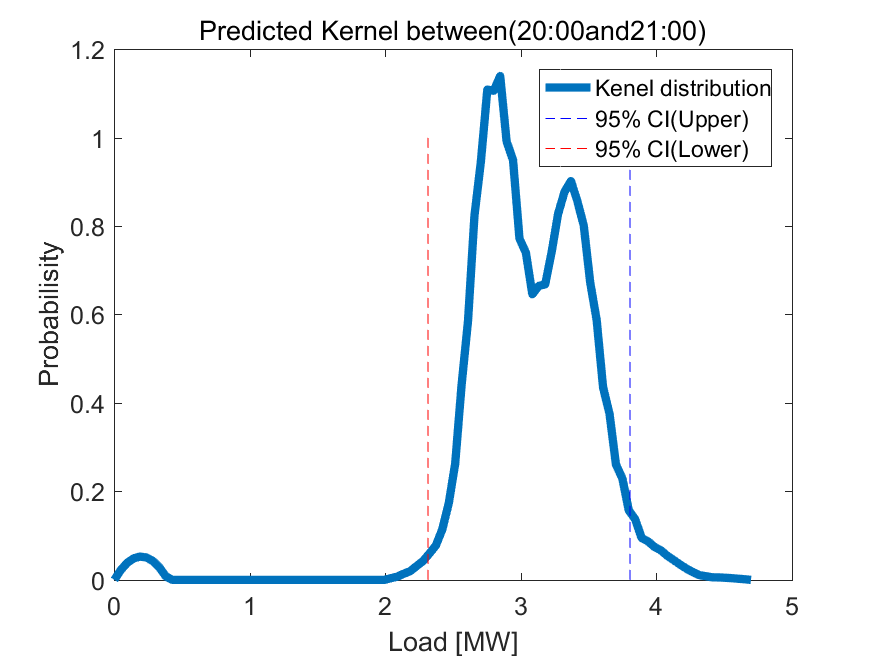 Predicted Kernel between(20:00and21:00)
1.2
1
0.8
0.6
0.4
0.2
0
Probabilisity
Kenel distribution
95% CI(Upper)
95% CI(Lower)
0 1 2 3 4 5
Load [MW]